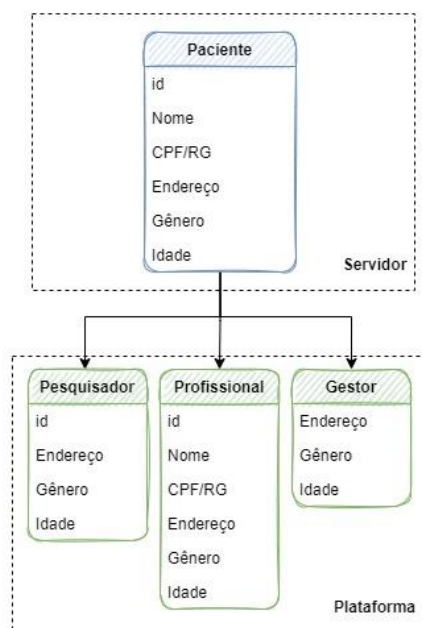 Paciente
id
Nome
CPF/RG
Endereço
Gênero
Idade
Servidor
Pesquisador
id
Endereço
Gênero
Idade
Profissional
id
Nome
CPF/RG
Endereço
Gênero
Idade
Gestor
Endereço
Gênero
Idade
Plataforma